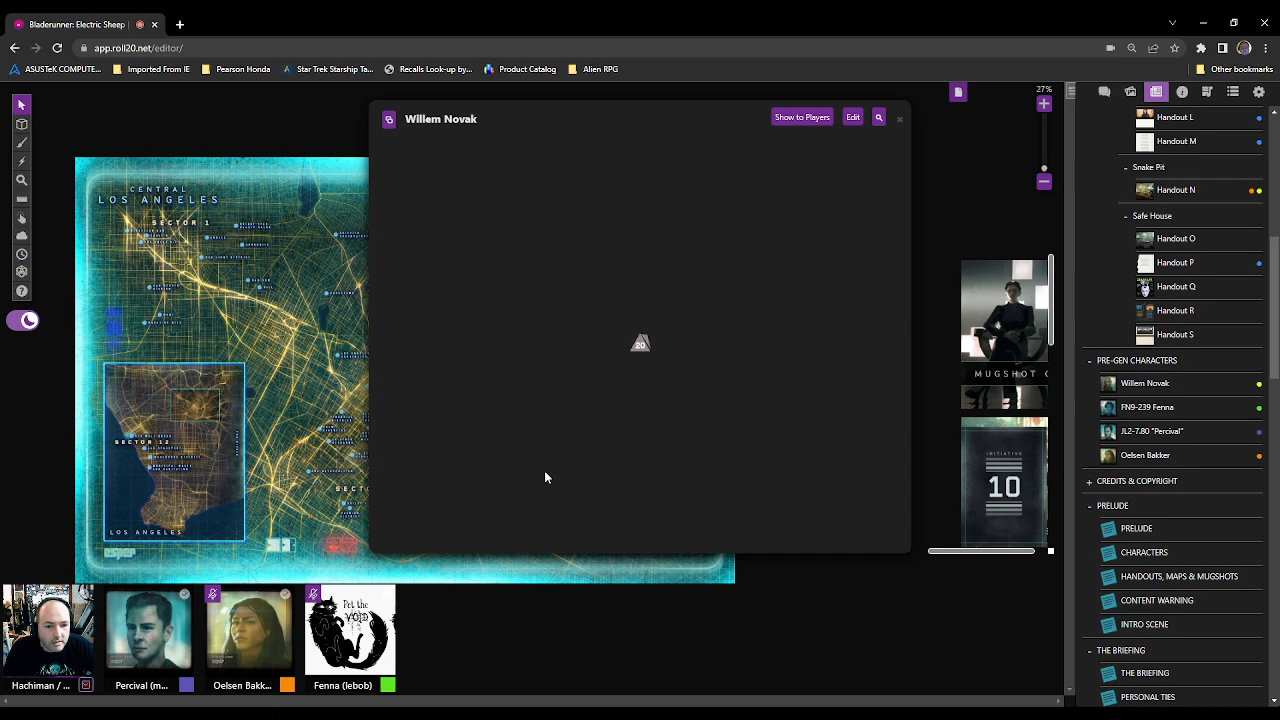 Bladerunner: Electric Sheep |
app.roll20.net/editor/
ASUSTeK COMPUTE...
Imported From IE
Pearson Honda
Star Trek Starship Ta...
Recalls Look-up by...
Product Catalog
Alien RPG
Other bookmarks
27%
Willem Novak
Show to Players
Edit
CENTRAL
LOS ANGELES
SECTOR 1
SECTOR 12
LOS ANGELES
esper
20
MUGSHOT
INITIATIVE
10
Handout L
Handout M
Snake Pit
Handout N
Safe House
Handout O
Handout P
Handout Q
Handout R
Handout S
PRE-GEN CHARACTERS
Willem Novak
FN9-239 Fenna
JL2-7.80 "Percival"
Oelsen Bakker
CREDITS & COPYRIGHT
PRELUDE
PRELUDE
CHARACTERS
HANDOUTS, MAPS & MUGSHOTS
CONTENT WARNING
INTRO SCENE
THE BRIEFING
THE BRIEFING
PERSONAL TIES
Pet the
VOID
Hachiman / ...
Percival (m...
Oelsen Bakk...
Fenna (lebob)